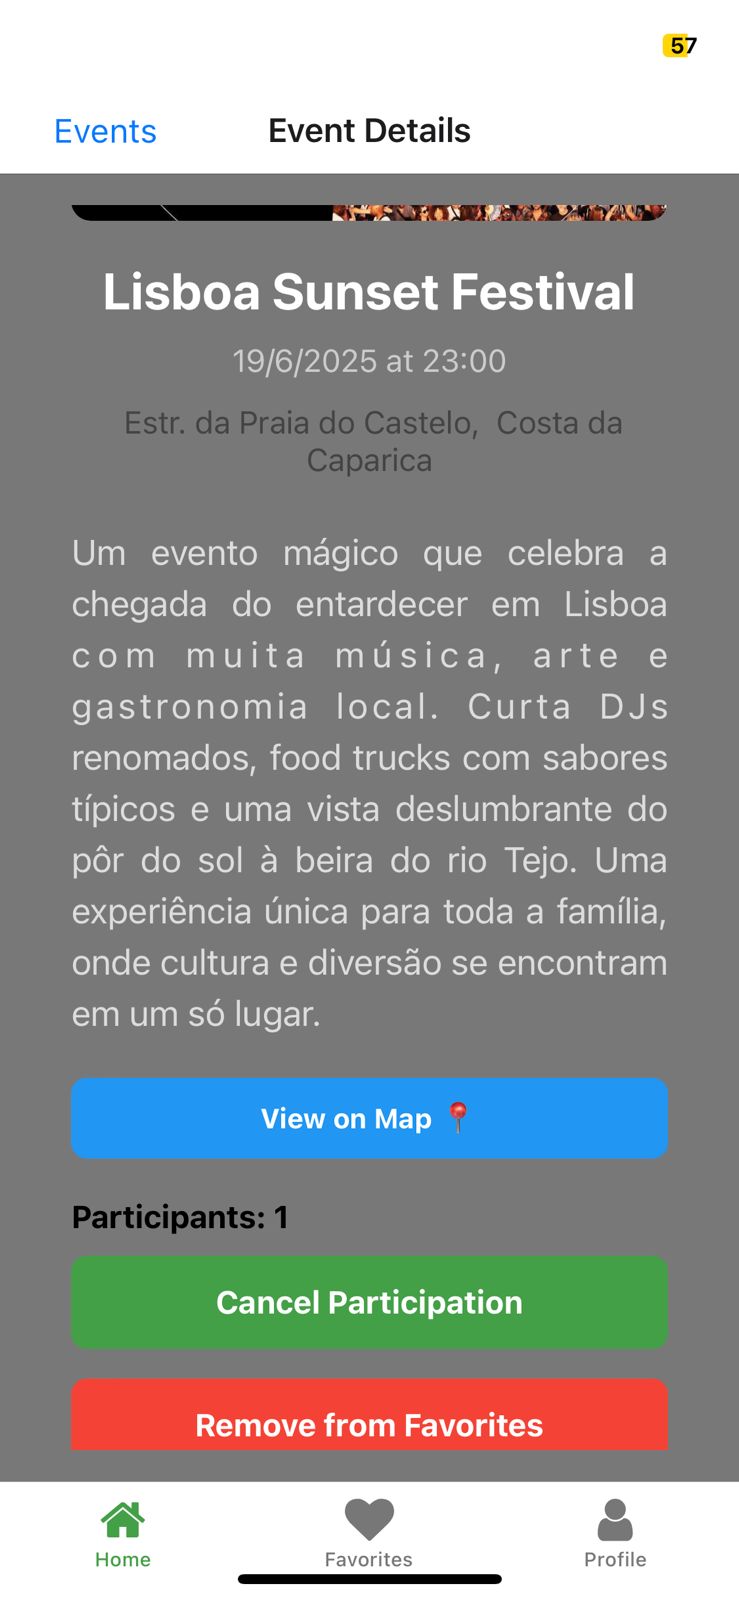 57
Events
Event Details
Lisboa Sunset Festival
19/6/2025 at 23:00
Estr. da Praia do Castelo,  Costa da
Caparica
Um evento mágico que celebra a
chegada do entardecer em Lisboa
com muita música, arte e
gastronomia local. Curta DJs
renomados, food trucks com sabores
típicos e uma vista deslumbrante do
pôr do sol à beira do rio Tejo. Uma
experiência única para toda a família,
onde cultura e diversão se encontram
em um só lugar.
View on Map 📍
Participants: 1
Cancel Participation
Remove from Favorites
Home
Favorites
Profile